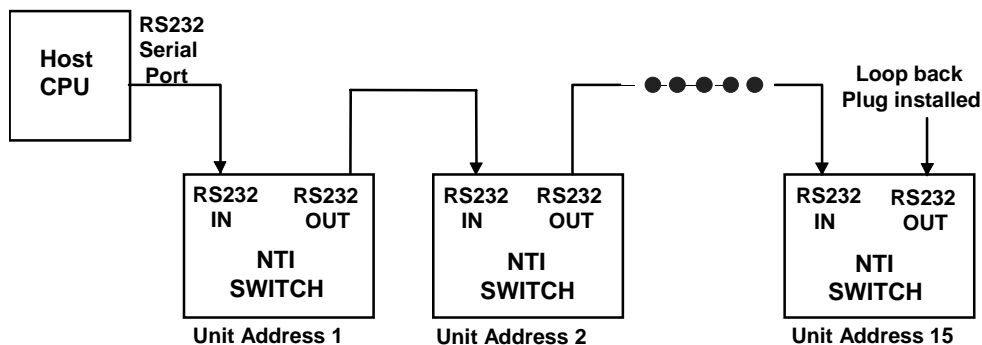 Host
CPU
RS232
Serial
Port
Loop back
Plug installed
RS232
IN
RS232
OUT
NTI
SWITCH
Unit Address 1
RS232
IN
RS232
OUT
NTI
SWITCH
Unit Address 2
RS232
IN
RS232
OUT
NTI
SWITCH
Unit Address 15